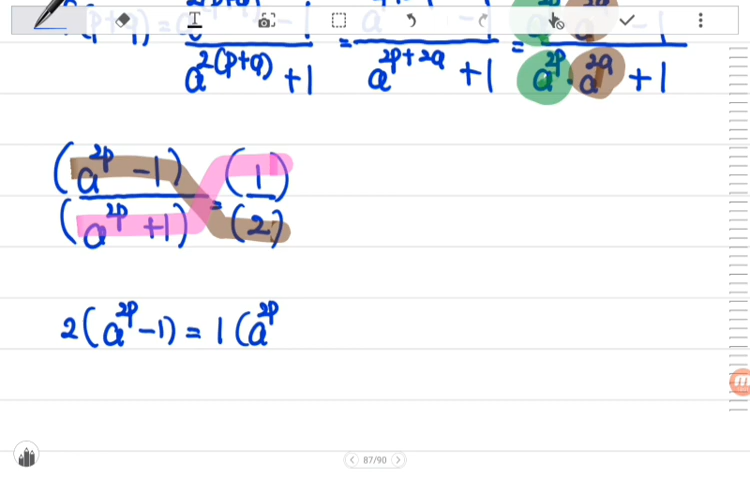 a^{2(p+q)} + 1 = a^{2p+2q} + 1 = a^{2p} · a^{2q} + 1
(a^{2p} - 1) / (a^{2p} + 1) = (1) / (2)
2(a^{2p} - 1) = 1(a^{2p}
87/90